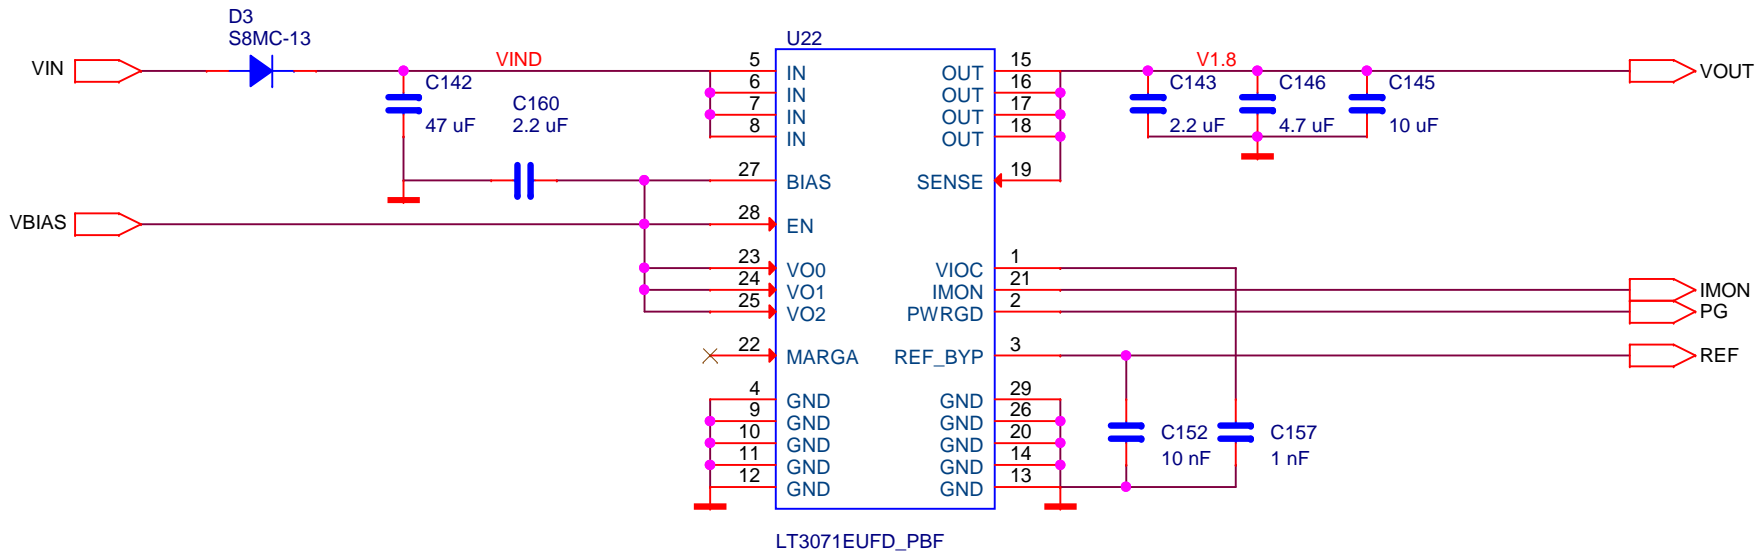 D3
S8MC-13
VIN
VIND
C142
47 uF
C160
2.2 uF
VBIAS
U22
5 IN
6 IN
7 IN
8 IN
27 BIAS
28 EN
23 VO0
24 VO1
25 VO2
22 MARGA
4 GND
9 GND
10 GND
11 GND
12 GND
OUT 15
OUT 16
OUT 17
OUT 18
SENSE 19
VIOC 1
IMON 21
PWRGD 2
REF_BYP 3
GND 29
GND 26
GND 20
GND 14
GND 13
LT3071EUFD_PBF
V1.8
C143
2.2 uF
C146
4.7 uF
C145
10 uF
VOUT
IMON
PG
REF
C152
10 nF
C157
1 nF